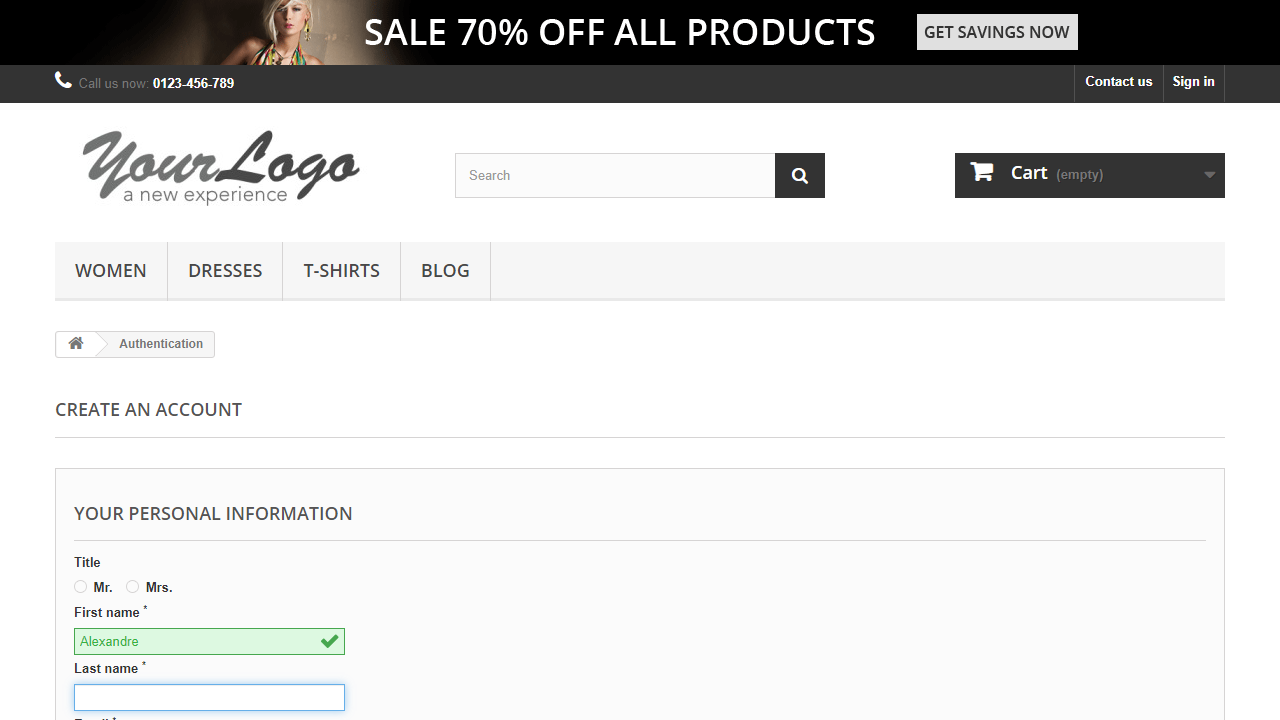 SALE 70% OFF ALL PRODUCTS GET SAVINGS NOW
Call us now: 0123-456-789 Contact us Sign in
YourLogo
a new experience
Search
Cart (empty)
WOMEN DRESSES T-SHIRTS BLOG
Authentication
CREATE AN ACCOUNT
YOUR PERSONAL INFORMATION
Title
Mr. Mrs.
First name *
Alexandre
Last name *